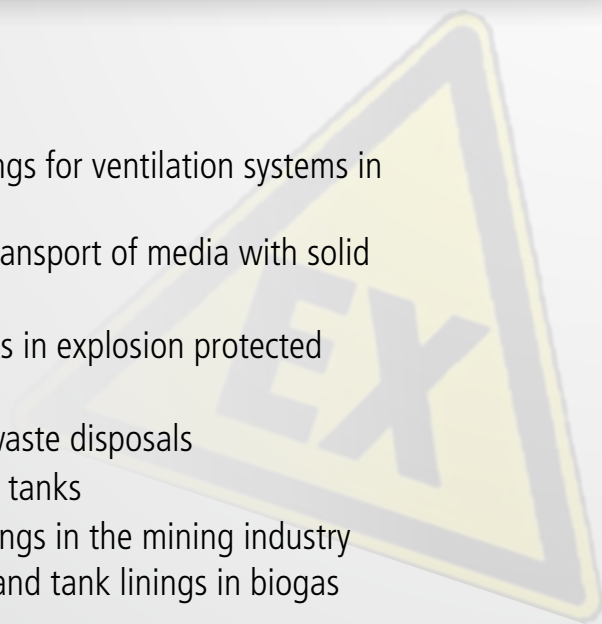 ngs for ventilation systems in
ansport of media with solid
s in explosion protected
waste disposals
tanks
ngs in the mining industry
and tank linings in biogas
EX